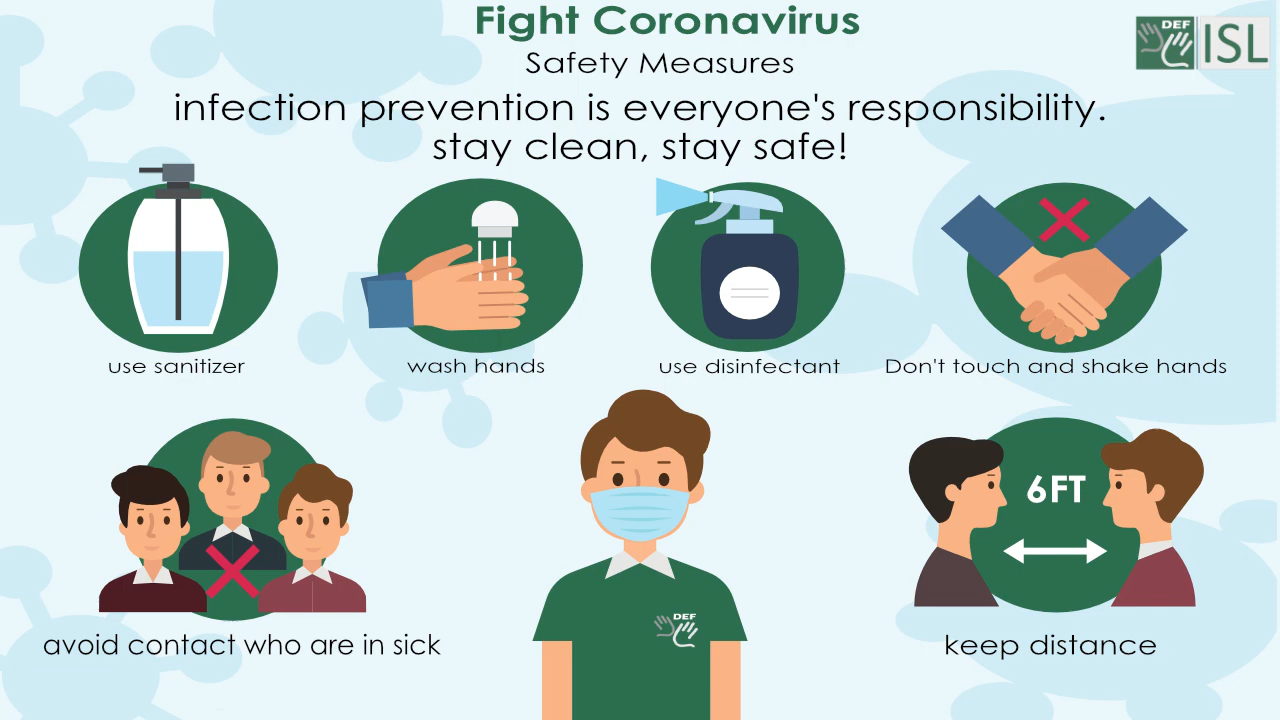 Fight Coronavirus
Safety Measures
infection prevention is everyone's responsibility.
stay clean, stay safe!
DEF
ISL
use sanitizer
wash hands
use disinfectant
Don't touch and shake hands
6FT
DEF
avoid contact who are in sick
keep distance